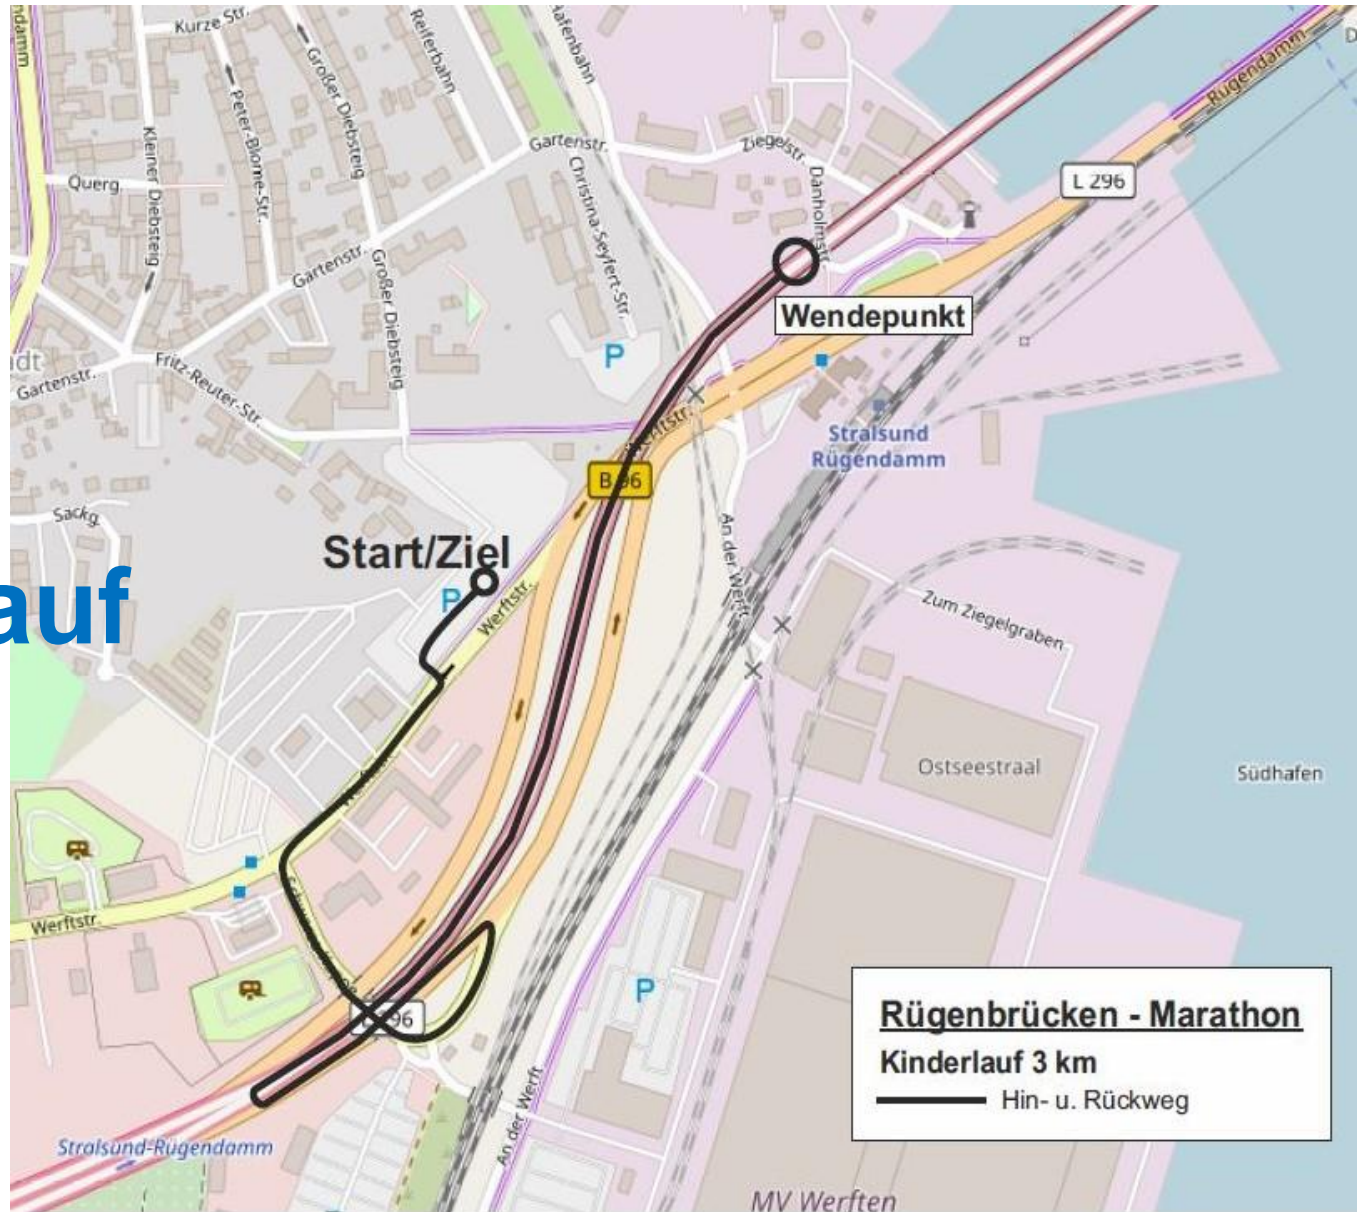 Kurze Str.
Großer Diebsteig
Reiferbahn
Hafenbahn
Peter-Blome-Str.
Kleiner Diebsteig
Querg.
Gartenstr.
Ziegelstr.
Rügendamm
L 296
Christina-Seyfert-Str.
Dänholmstr.
Gartenstr.
Großer Diebsteig
Wendepunkt
P
Gartenstr.
Fritz-Reuter-Str.
Werftstr.
Stralsund
Rügendamm
B 96
Sackg.
Start/Ziel
P
Werftstr.
An der Werft
Zum Ziegelgraben
auf
Ostseestraal
Südhafen
Werftstr.
P
Rügenbrücken - Marathon
Kinderlauf 3 km
Hin- u. Rückweg
An der Werft
Stralsund-Rügendamm
MV Werften